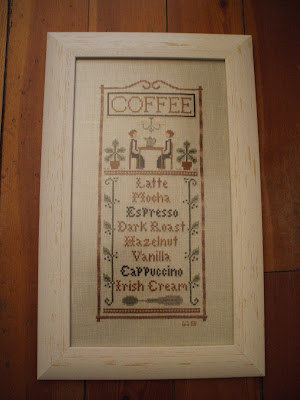 COFFEE
Latte
Mocha
Espresso
Dark Roast
Hazelnut
Vanilla
Cappuccino
Irish Cream